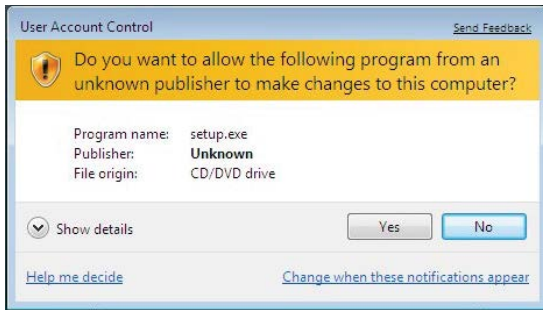 User Account Control
Send Feedback
Do you want to allow the following program from an
unknown publisher to make changes to this computer?
Program name: setup.exe
Publisher: Unknown
File origin: CD/DVD drive
Show details
Yes
No
Help me decide
Change when these notifications appear